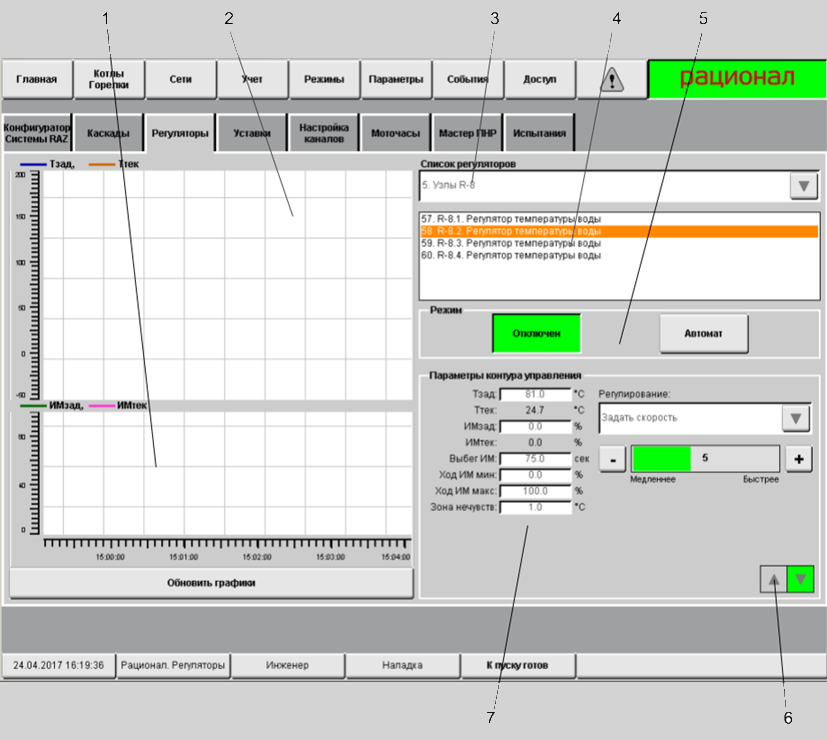 1 2 3 4 5
Главная Котлы Горелки Сети Учет Режимы Параметры События Доступ рационал
Конфигуратор Системы RAZ Каскады Регуляторы Уставки Настройка каналов Моточасы Мастер ПНР Испытания
Тзад, Ттек
200
150
100
50
0
-50
ИМзад, ИМтек
80
40
0
15:00:00 15:01:00 15:02:00 15:03:00 15:04:00
Обновить графики
Список регуляторов
5. Узлы R-8
57. R-8.1. Регулятор температуры воды
58. R-8.2. Регулятор температуры воды
59. R-8.3. Регулятор температуры воды
60. R-8.4. Регулятор температуры воды
Режим
Отключен Автомат
Параметры контура управления
Тзад: 81.0 °C
Ттек: 24.7 °C
ИМзад: 0.0 %
ИМтек: 0.0 %
Выбег ИМ: 75.0 сек
Ход ИМ мин: 0.0 %
Ход ИМ макс: 100.0 %
Зона нечувств: 1.0 °C
Регулирование:
Задать скорость
- 5 +
Медленнее Быстрее
24.04.2017 16:19:36 Рационал. Регуляторы Инженер Наладка К пуску готов
7 6